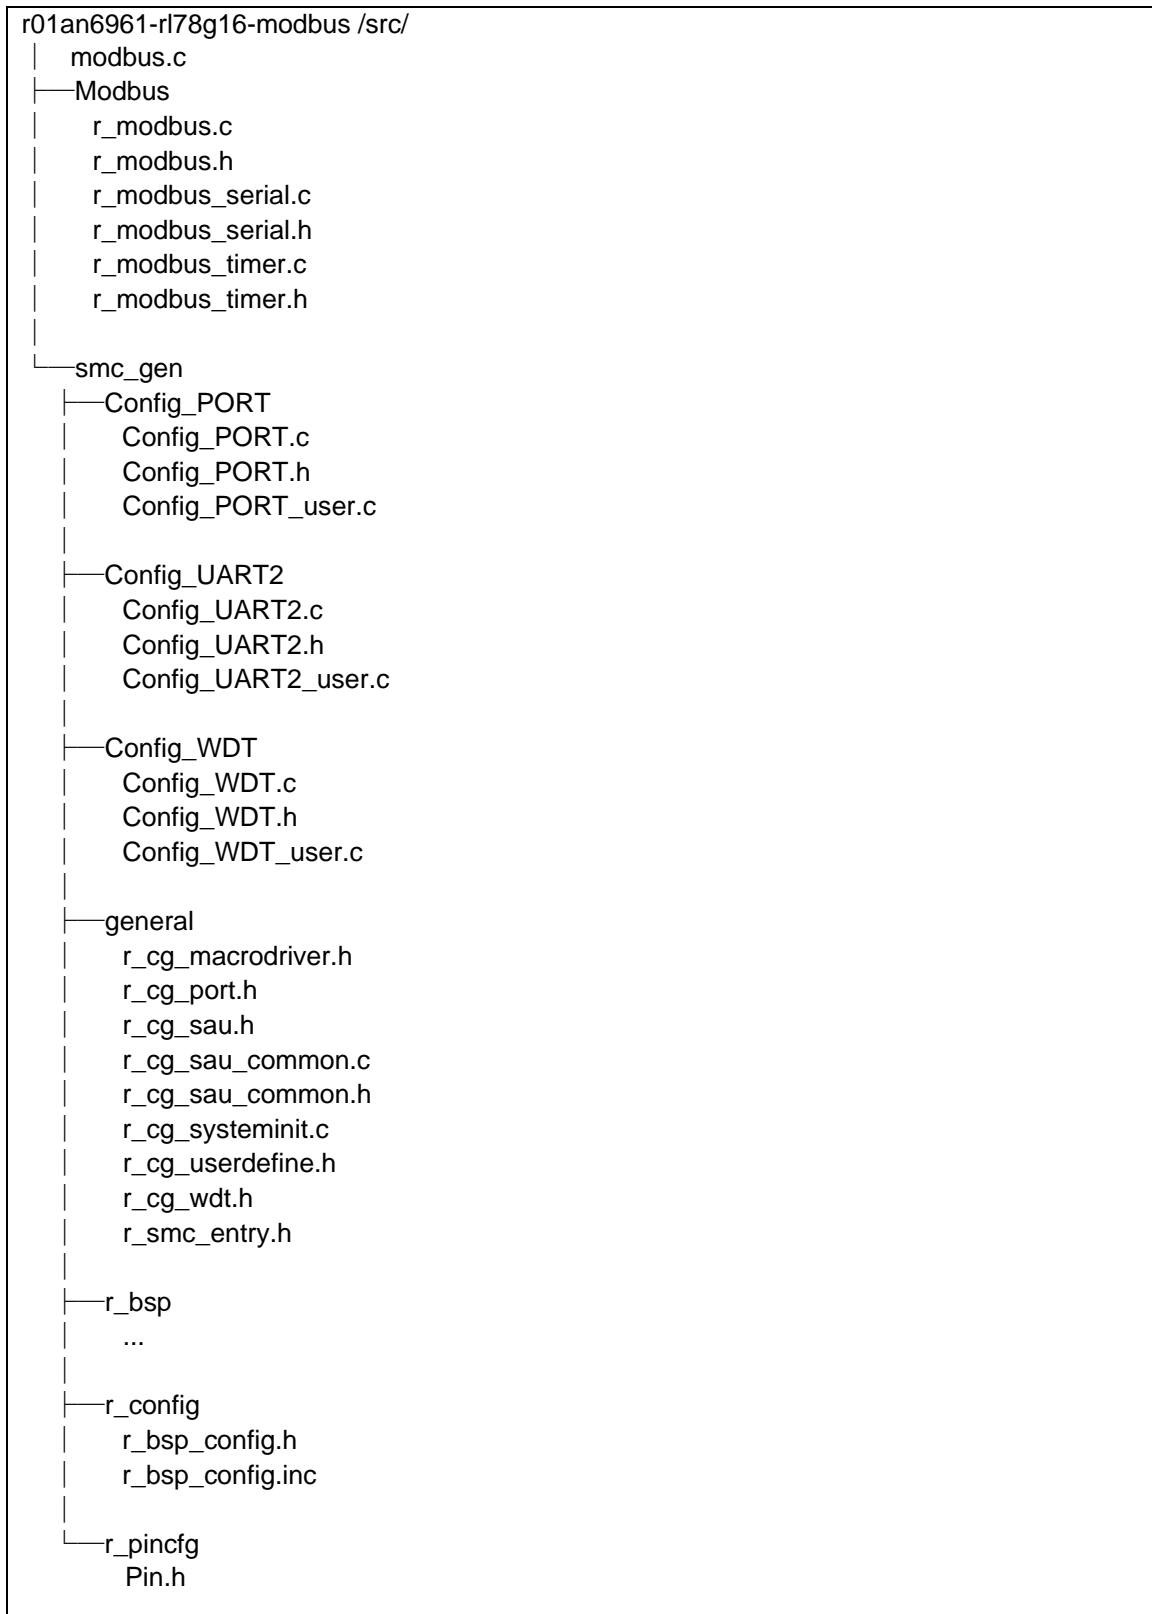 r01an6961-rl78g16-modbus /src/
modbus.c
Modbus
r_modbus.c
r_modbus.h
r_modbus_serial.c
r_modbus_serial.h
r_modbus_timer.c
r_modbus_timer.h
smc_gen
Config_PORT
Config_PORT.c
Config_PORT.h
Config_PORT_user.c
Config_UART2
Config_UART2.c
Config_UART2.h
Config_UART2_user.c
Config_WDT
Config_WDT.c
Config_WDT.h
Config_WDT_user.c
general
r_cg_macrodriver.h
r_cg_port.h
r_cg_sau.h
r_cg_sau_common.c
r_cg_sau_common.h
r_cg_systeminit.c
r_cg_userdefine.h
r_cg_wdt.h
r_smc_entry.h
r_bsp
...
r_config
r_bsp_config.h
r_bsp_config.inc
r_pincfg
Pin.h